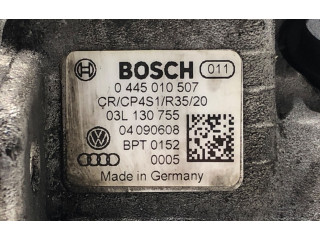 BOSCH 011
0 445 010 507
CR/CP4S1/R35/20
03L 130 755
04090608
BPT 0152
0005
Made in Germany